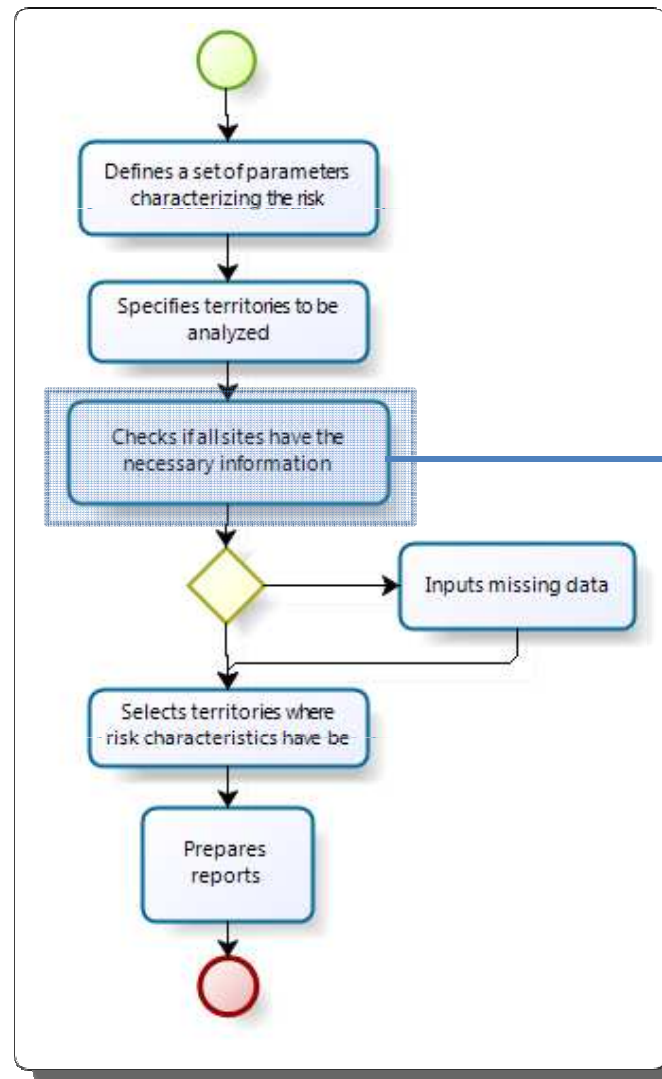 Defines a set of parameters
characterizing the risk
Specifies territories to be
analyzed
Checks if all sites have the
necessary information
Inputs missing data
Selects territories where
risk characteristics have be
Prepares
reports